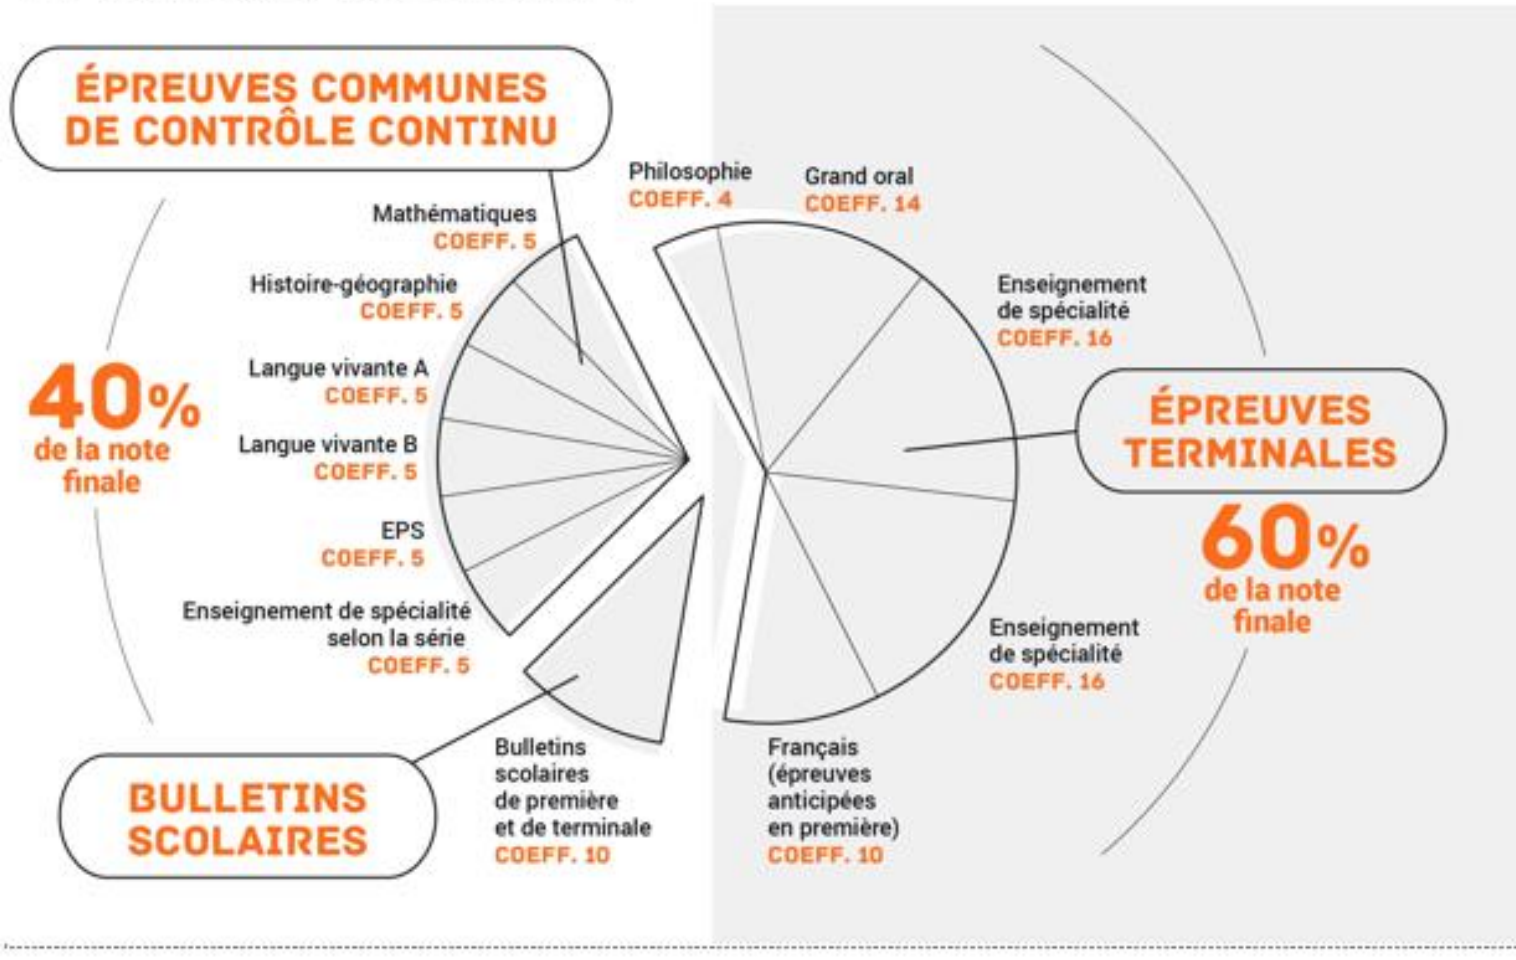 ÉPREUVES COMMUNES
DE CONTRÔLE CONTINU
Mathématiques
COEFF. 5
Histoire-géographie
COEFF. 5
Langue vivante A
COEFF. 5
Langue vivante B
COEFF. 5
EPS
COEFF. 5
Enseignement de spécialité
selon la série
COEFF. 5
40%
de la note
finale
BULLETINS
SCOLAIRES
Bulletins
scolaires
de première
et de terminale
COEFF. 10
Philosophie
COEFF. 4
Grand oral
COEFF. 14
Enseignement
de spécialité
COEFF. 16
ÉPREUVES
TERMINALES
60%
de la note
finale
Enseignement
de spécialité
COEFF. 16
Français
(épreuves
anticipées
en première)
COEFF. 10